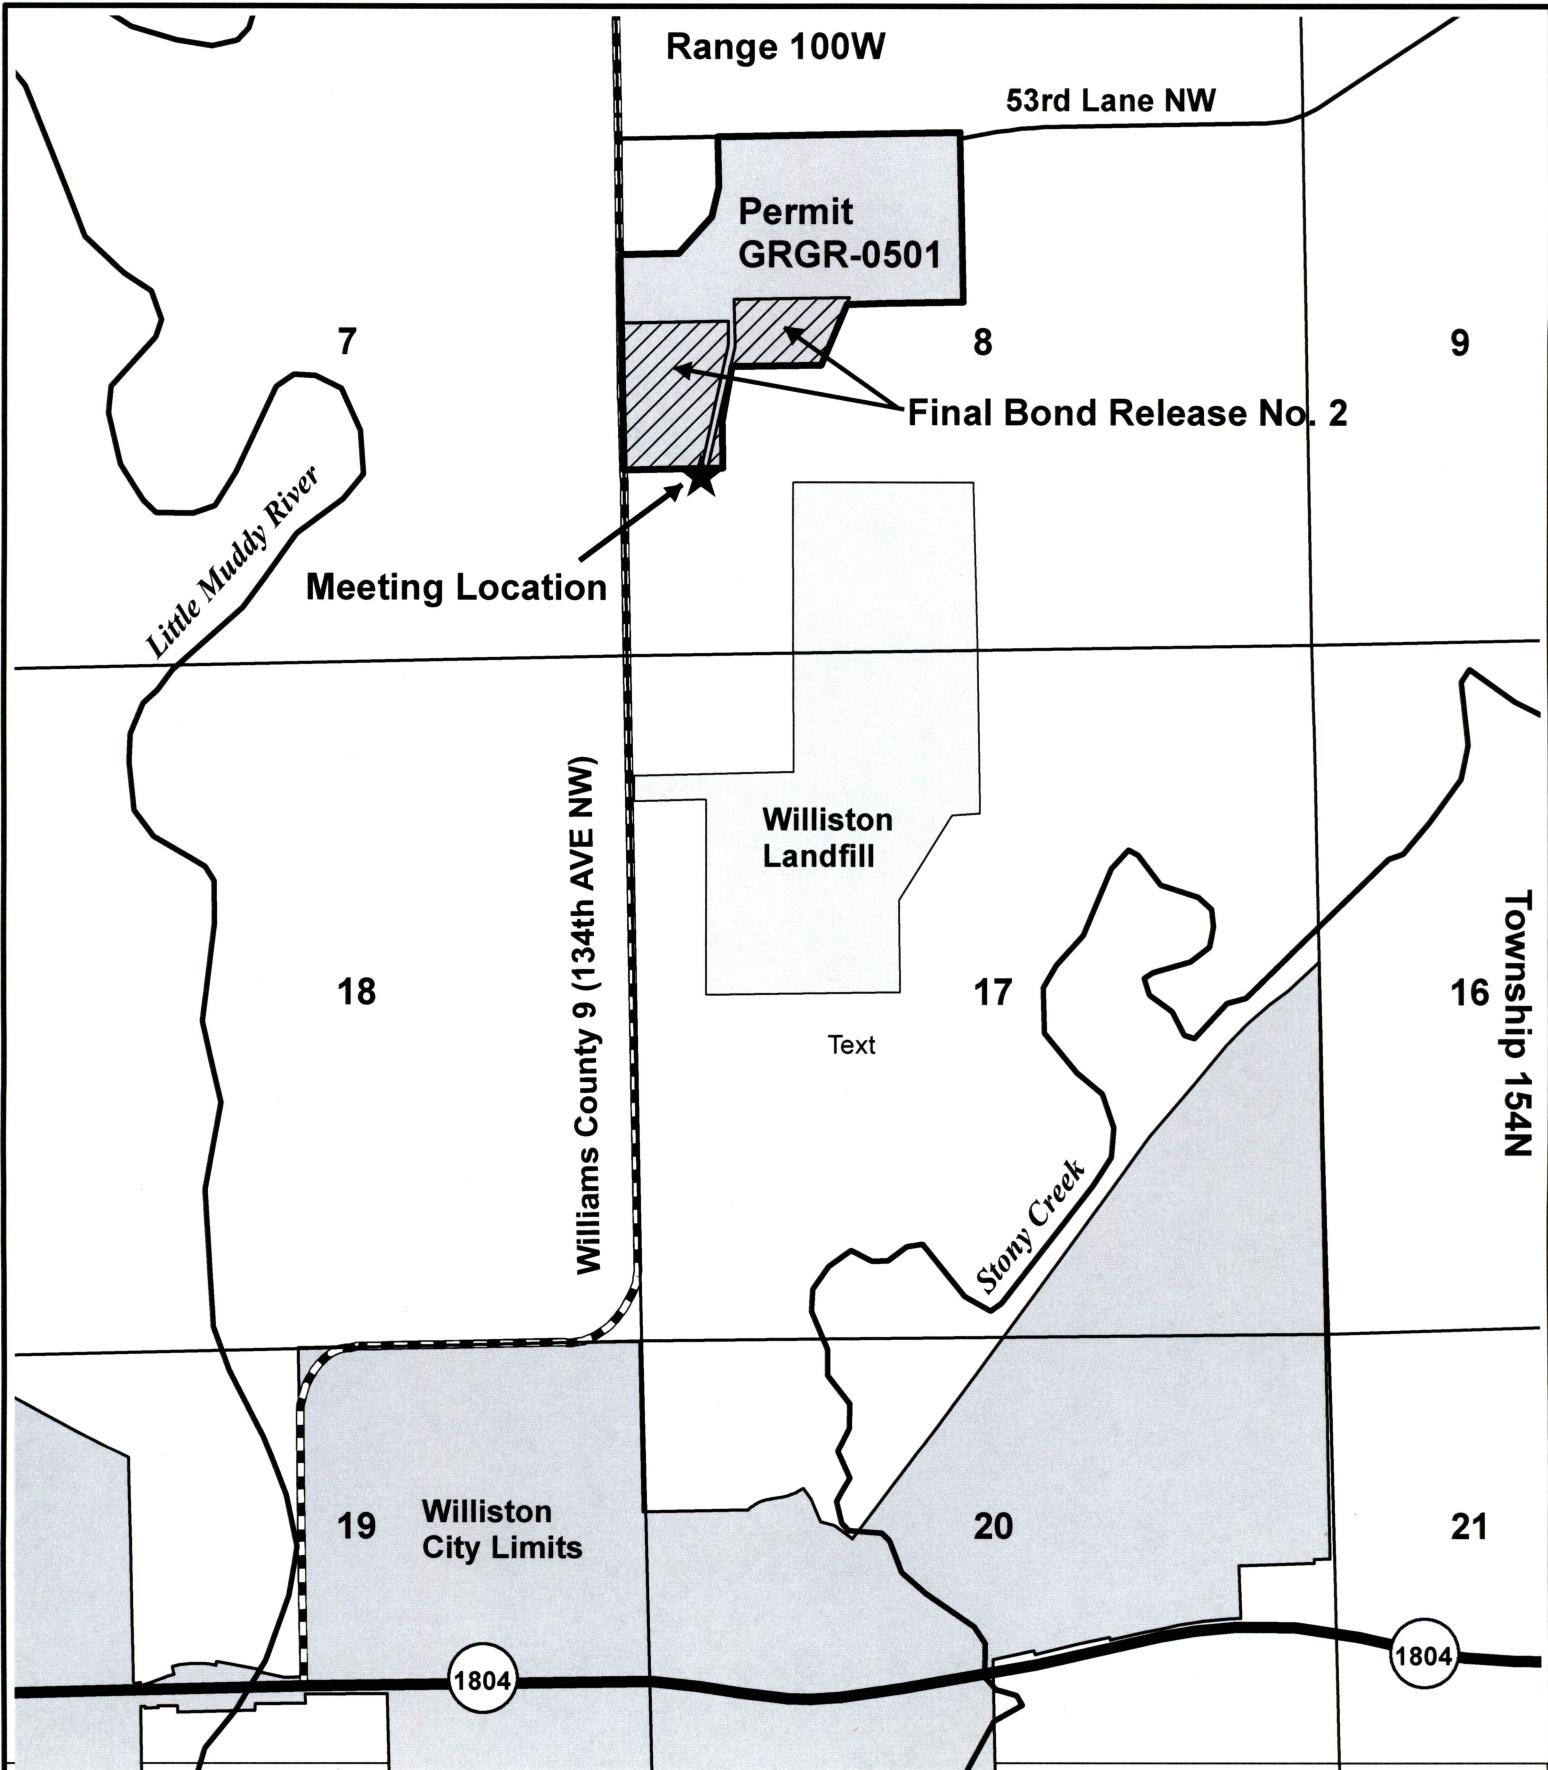 Range 100W
53rd Lane NW
Permit
GRGR-0501
7
8
9
Final Bond Release No. 2
Little Muddy River
Meeting Location
Williams County 9 (134th AVE NW)
Williston
Landfill
Township 154N
18
17
16
Text
Stony Creek
19
Williston
City Limits
20
21
1804
1804